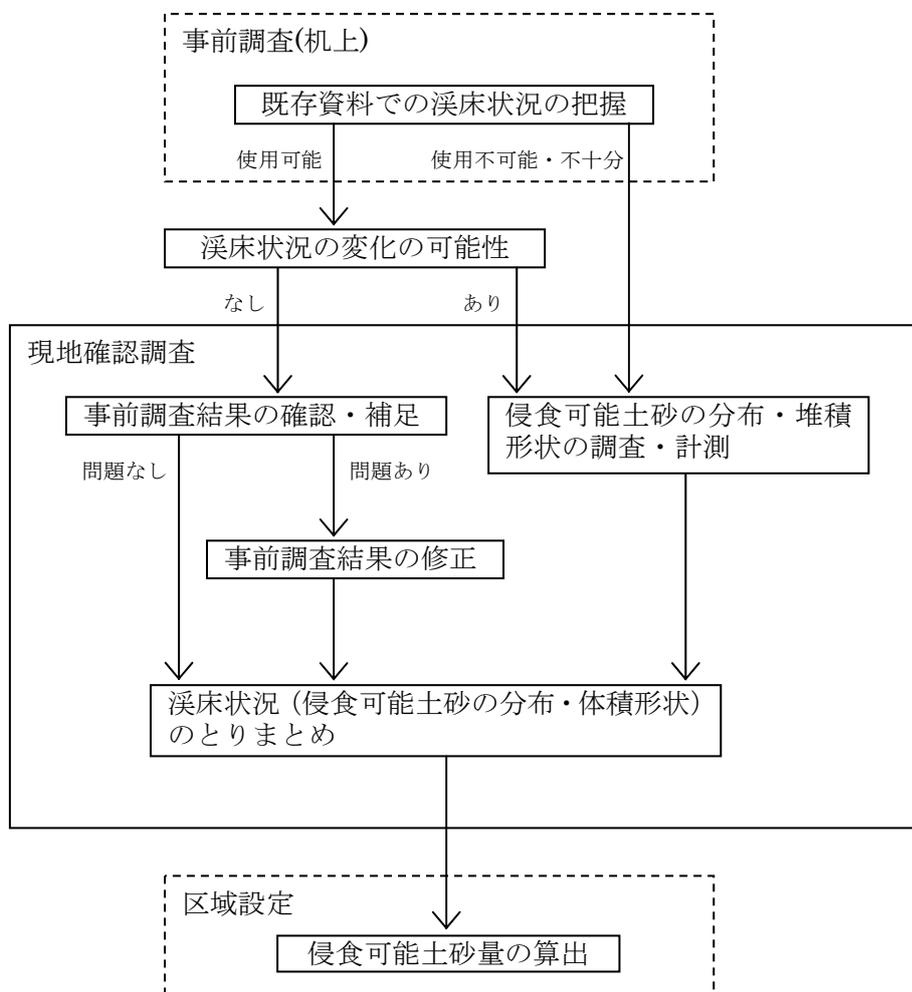 事前調査(机上)
既存資料での渓床状況の把握
使用可能
使用不可能・不十分
渓床状況の変化の可能性
なし
あり
現地確認調査
事前調査結果の確認・補足
侵食可能土砂の分布・堆積
形状の調査・計測
問題なし
問題あり
事前調査結果の修正
渓床状況（侵食可能土砂の分布・体積形状）
のとりまとめ
区域設定
侵食可能土砂量の算出